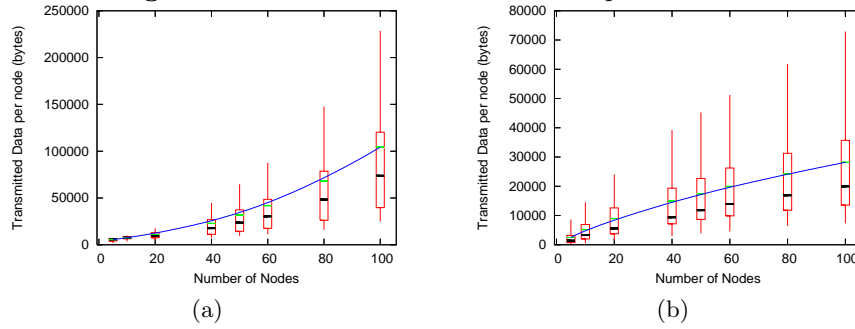 250000
200000
150000
100000
50000
0
Transmitted Data per node (bytes)
0 20 40 60 80 100
Number of Nodes
(a)
80000
70000
60000
50000
40000
30000
20000
10000
0
Transmitted Data per node (bytes)
0 20 40 60 80 100
Number of Nodes
(b)